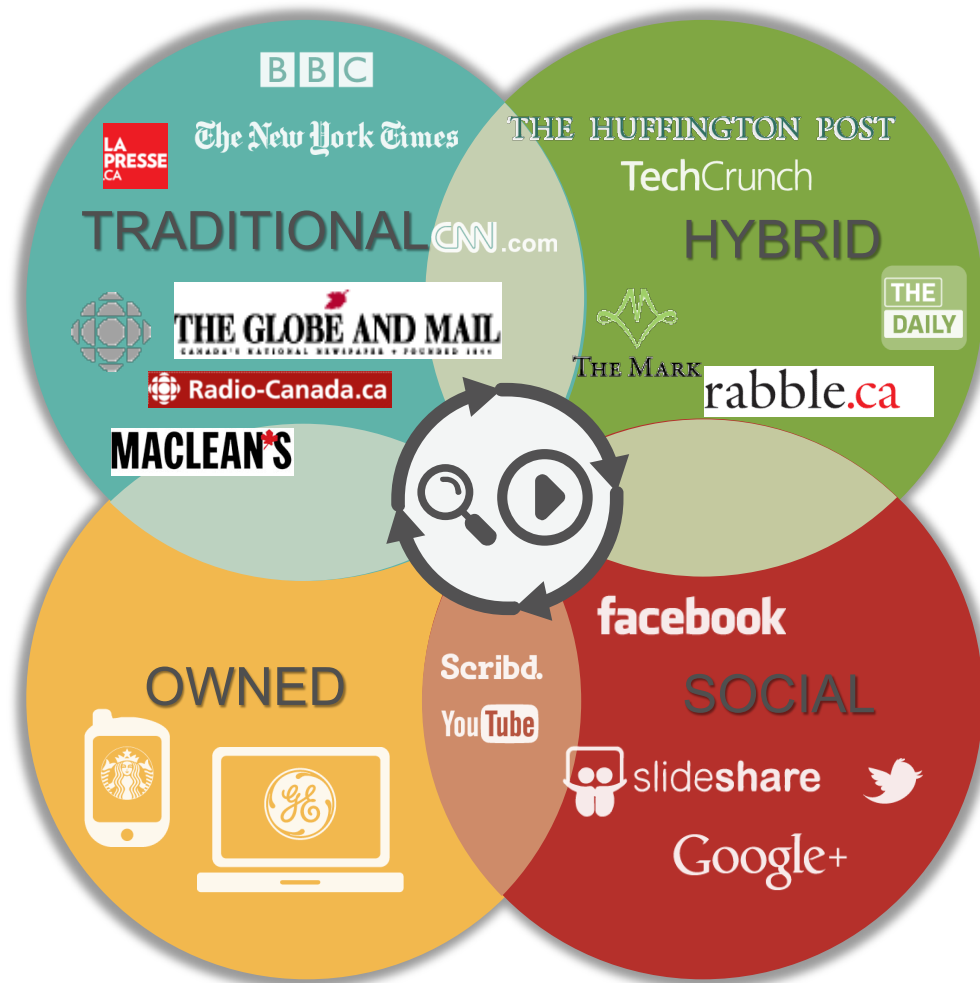 BBC
The New York Times
LA
PRESSE
.CA
TRADITIONAL
CNN.com
THE GLOBE AND MAIL
CANADA'S NATIONAL NEWSPAPER • FOUNDED 1844
Radio-Canada.ca
MACLEAN'S
THE HUFFINGTON POST
TechCrunch
HYBRID
THE
DAILY
THE MARK
rabble.ca
OWNED
GE
Scribd.
YouTube
facebook
SOCIAL
slideshare
Google+